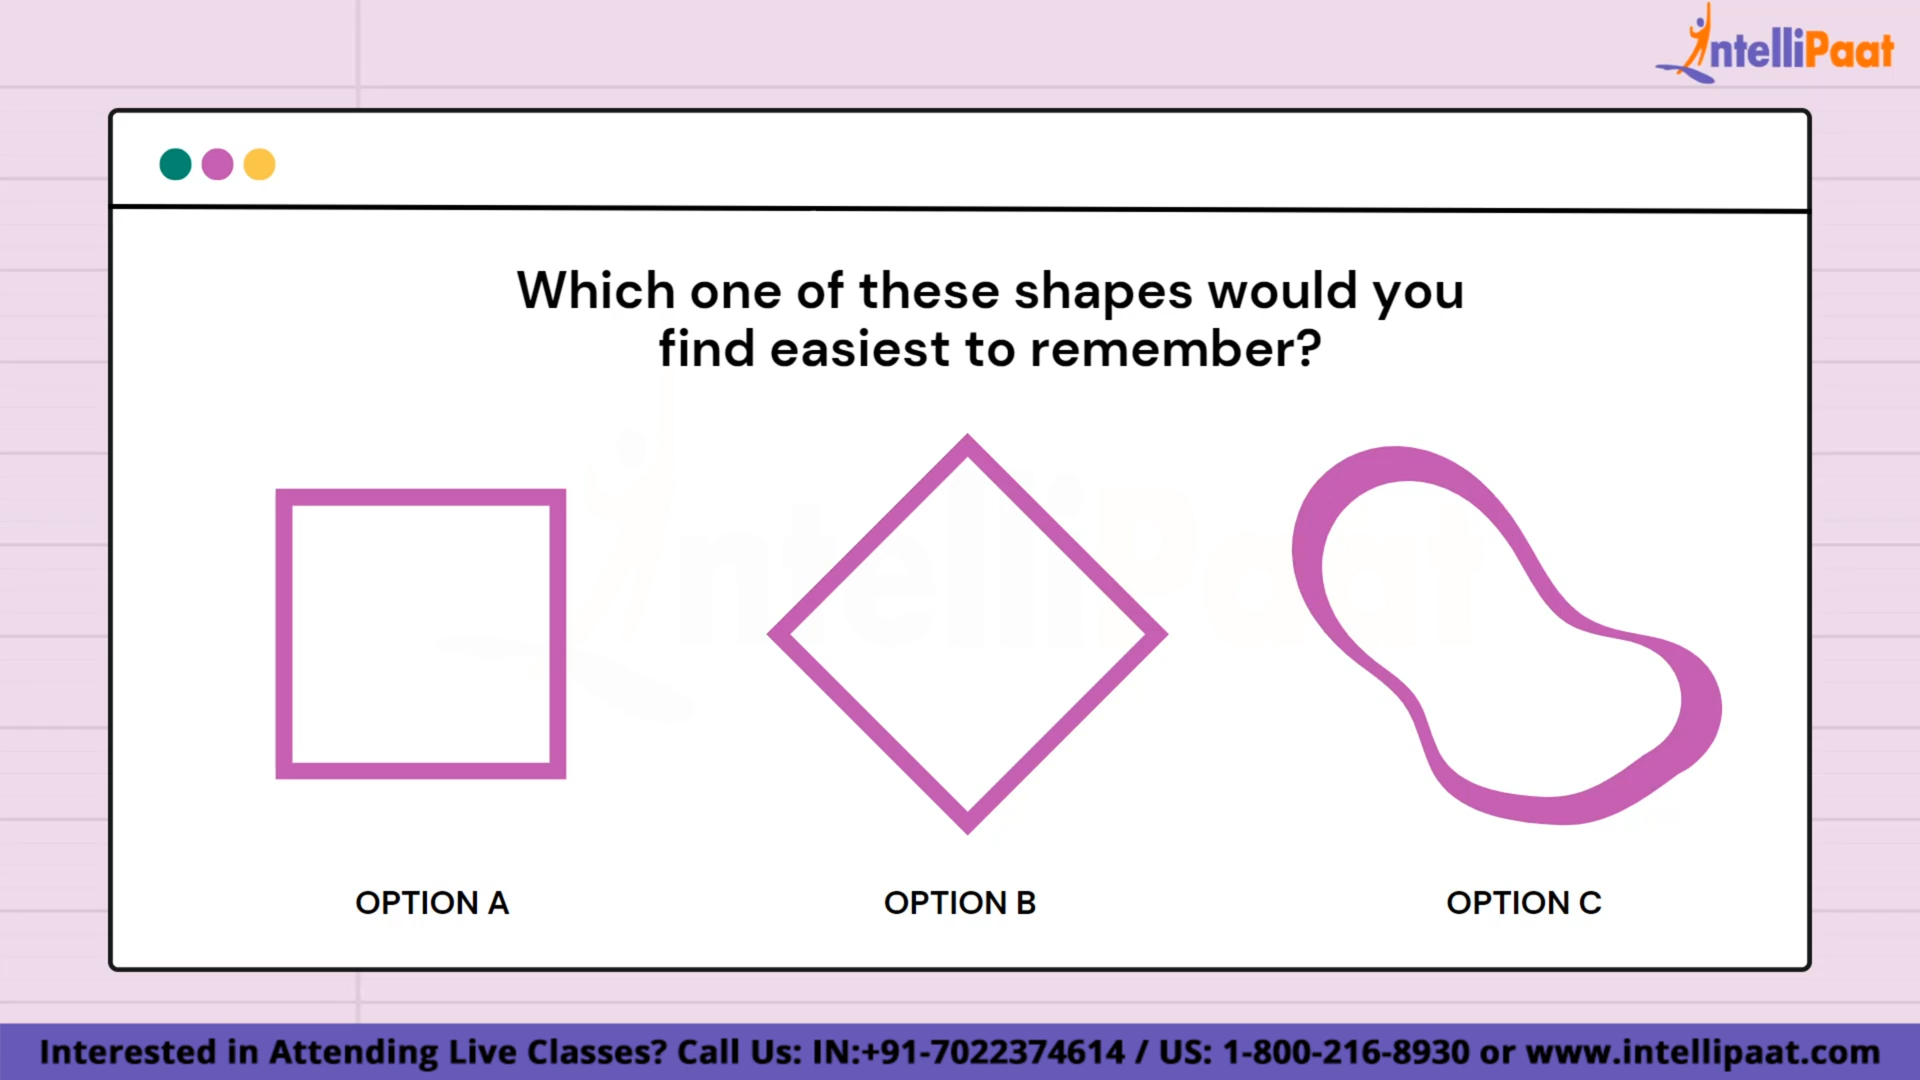 IntelliPaat
Which one of these shapes would you
find easiest to remember?
IntelliPaat
OPTION A
OPTION B
OPTION C
Interested in Attending Live Classes? Call Us: IN:+91-7022374614 / US: 1-800-216-8930 or www.intellipaat.com